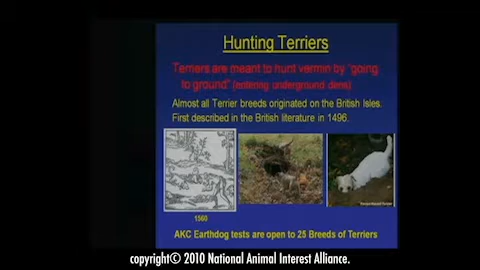 Hunting Terriers
Terriers are meant to hunt vermin by "going
to ground" (entering underground dens)
Almost all Terrier breeds originated on the British Isles.
First described in the British literature in 1496.
1560
AKC Earthdog tests are open to 25 Breeds of Terriers
copyright© 2010 National Animal Interest Alliance.